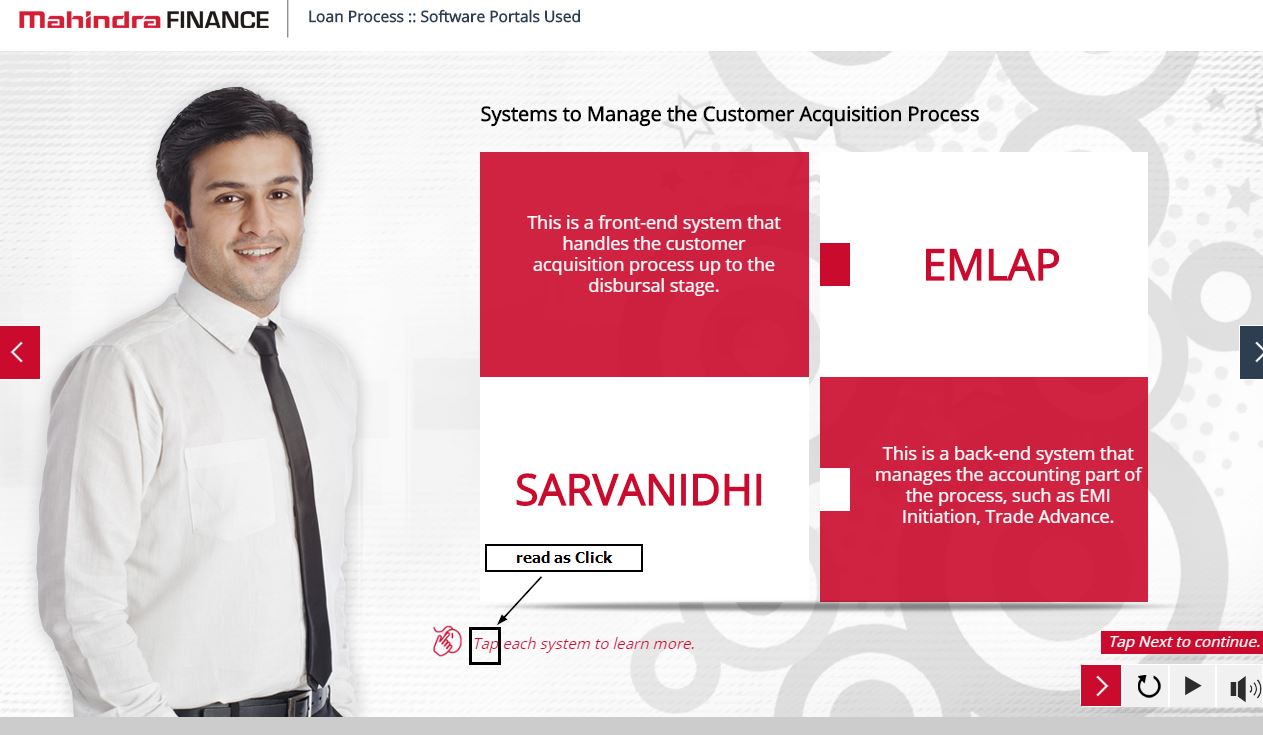 Mahindra FINANCE
Loan Process :: Software Portals Used
Systems to Manage the Customer Acquisition Process
This is a front-end system that
handles the customer
acquisition process up to the
disbursal stage.
EMLAP
SARVANIDHI
This is a back-end system that
manages the accounting part of
the process, such as EMI
Initiation, Trade Advance.
read as Click
Tap each system to learn more.
Tap Next to continue.